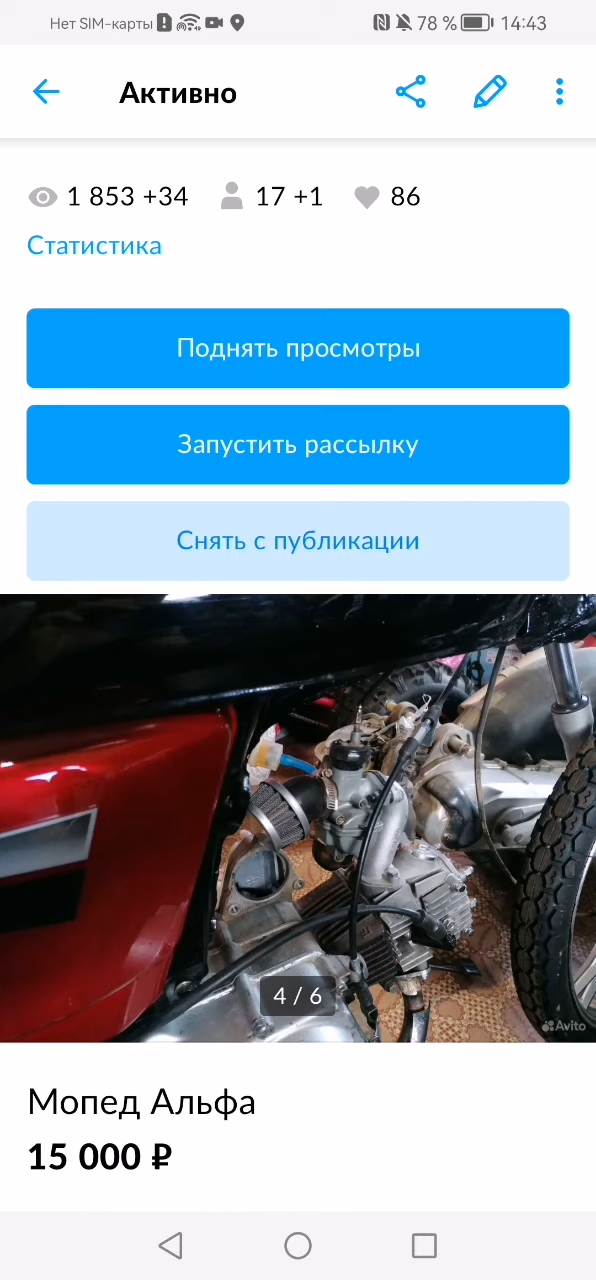 Нет SIM-карты 78 % 14:43
Активно
1 853 +34 17 +1 86
Статистика
Поднять просмотры
Запустить рассылку
Снять с публикации
4 / 6
Avito
Мопед Альфа
15 000 ₽